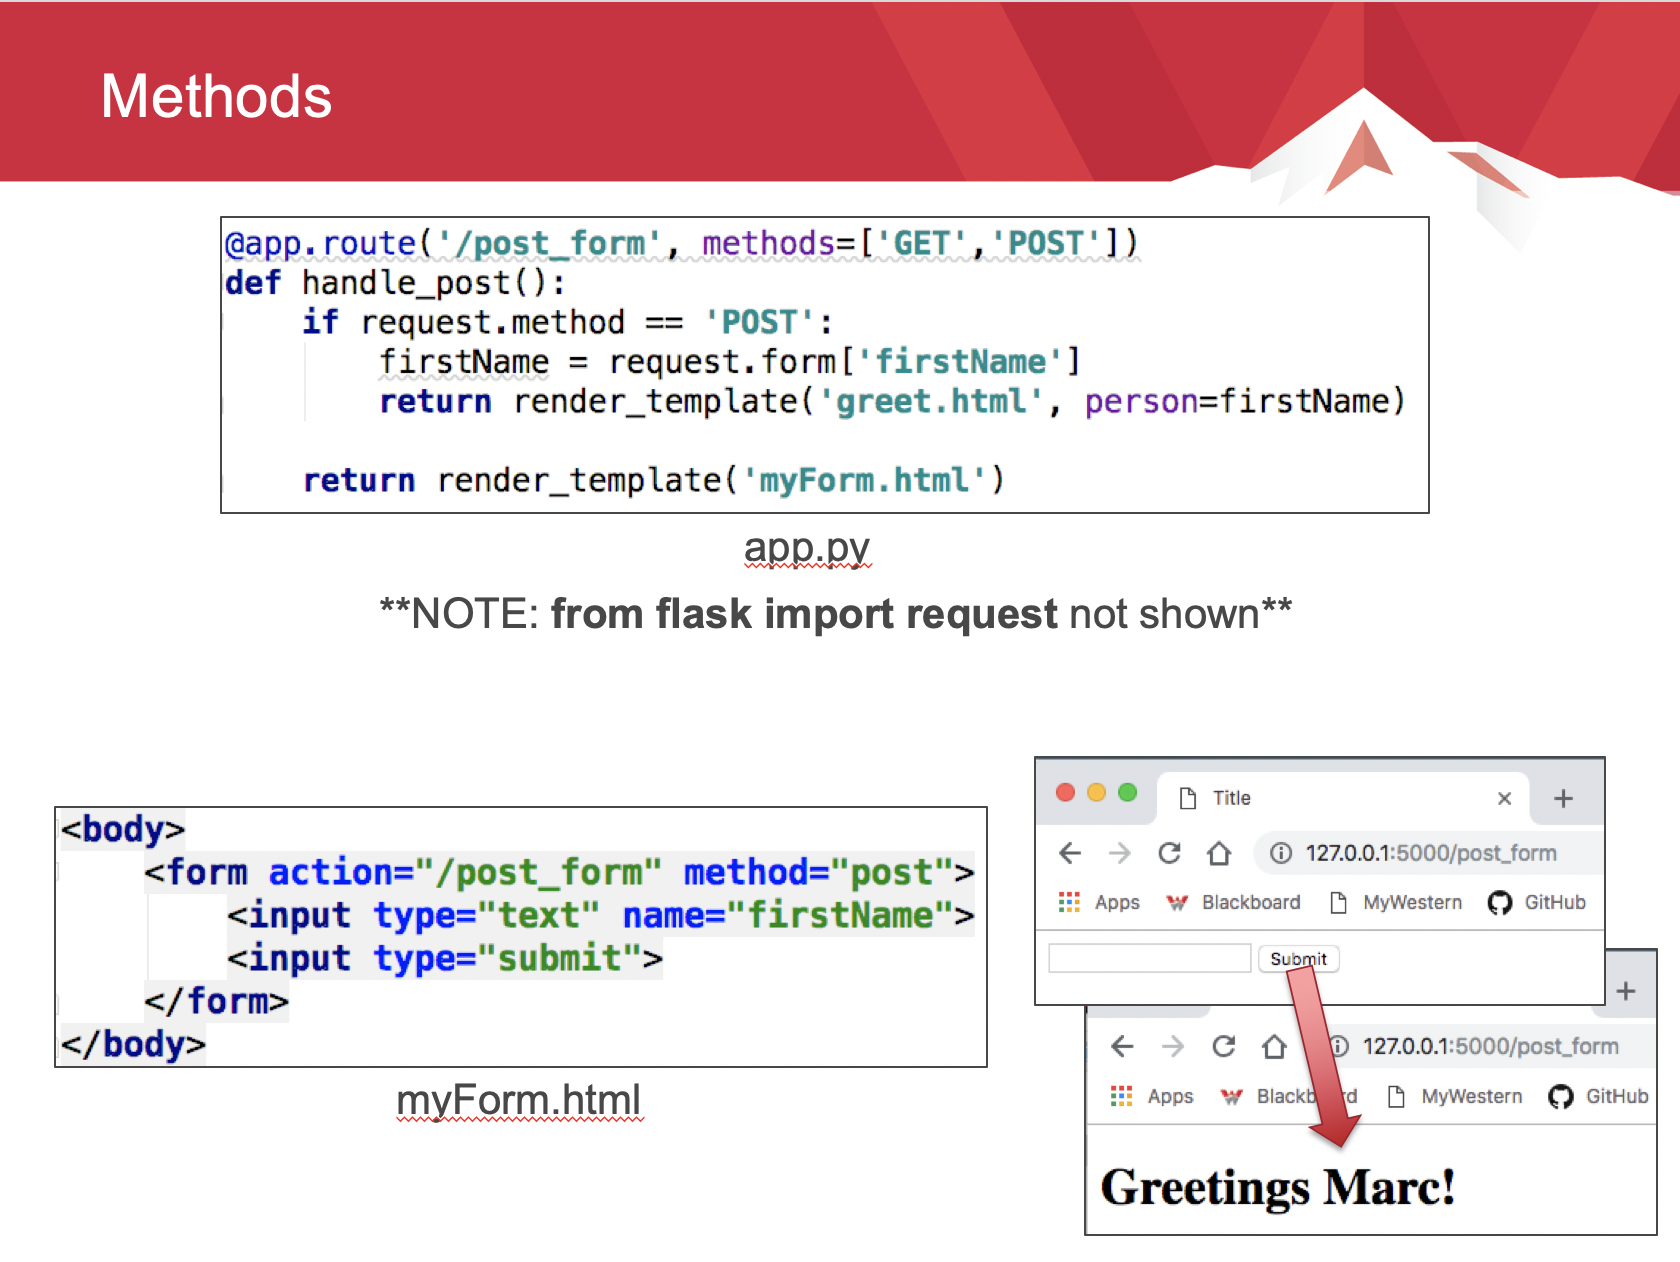 Methods
@app.route('/post_form', methods=['GET','POST'])
def handle_post():
    if request.method == 'POST':
        firstName = request.form['firstName']
        return render_template('greet.html', person=firstName)
    return render_template('myForm.html')
app.py
**NOTE: from flask import request not shown**
<body>
    <form action="/post_form" method="post">
        <input type="text" name="firstName">
        <input type="submit">
    </form>
</body>
myForm.html
Title
127.0.0.1:5000/post_form
Apps Blackboard MyWestern GitHub
Submit
127.0.0.1:5000/post_form
Apps Blackb d MyWestern GitHub
Greetings Marc!